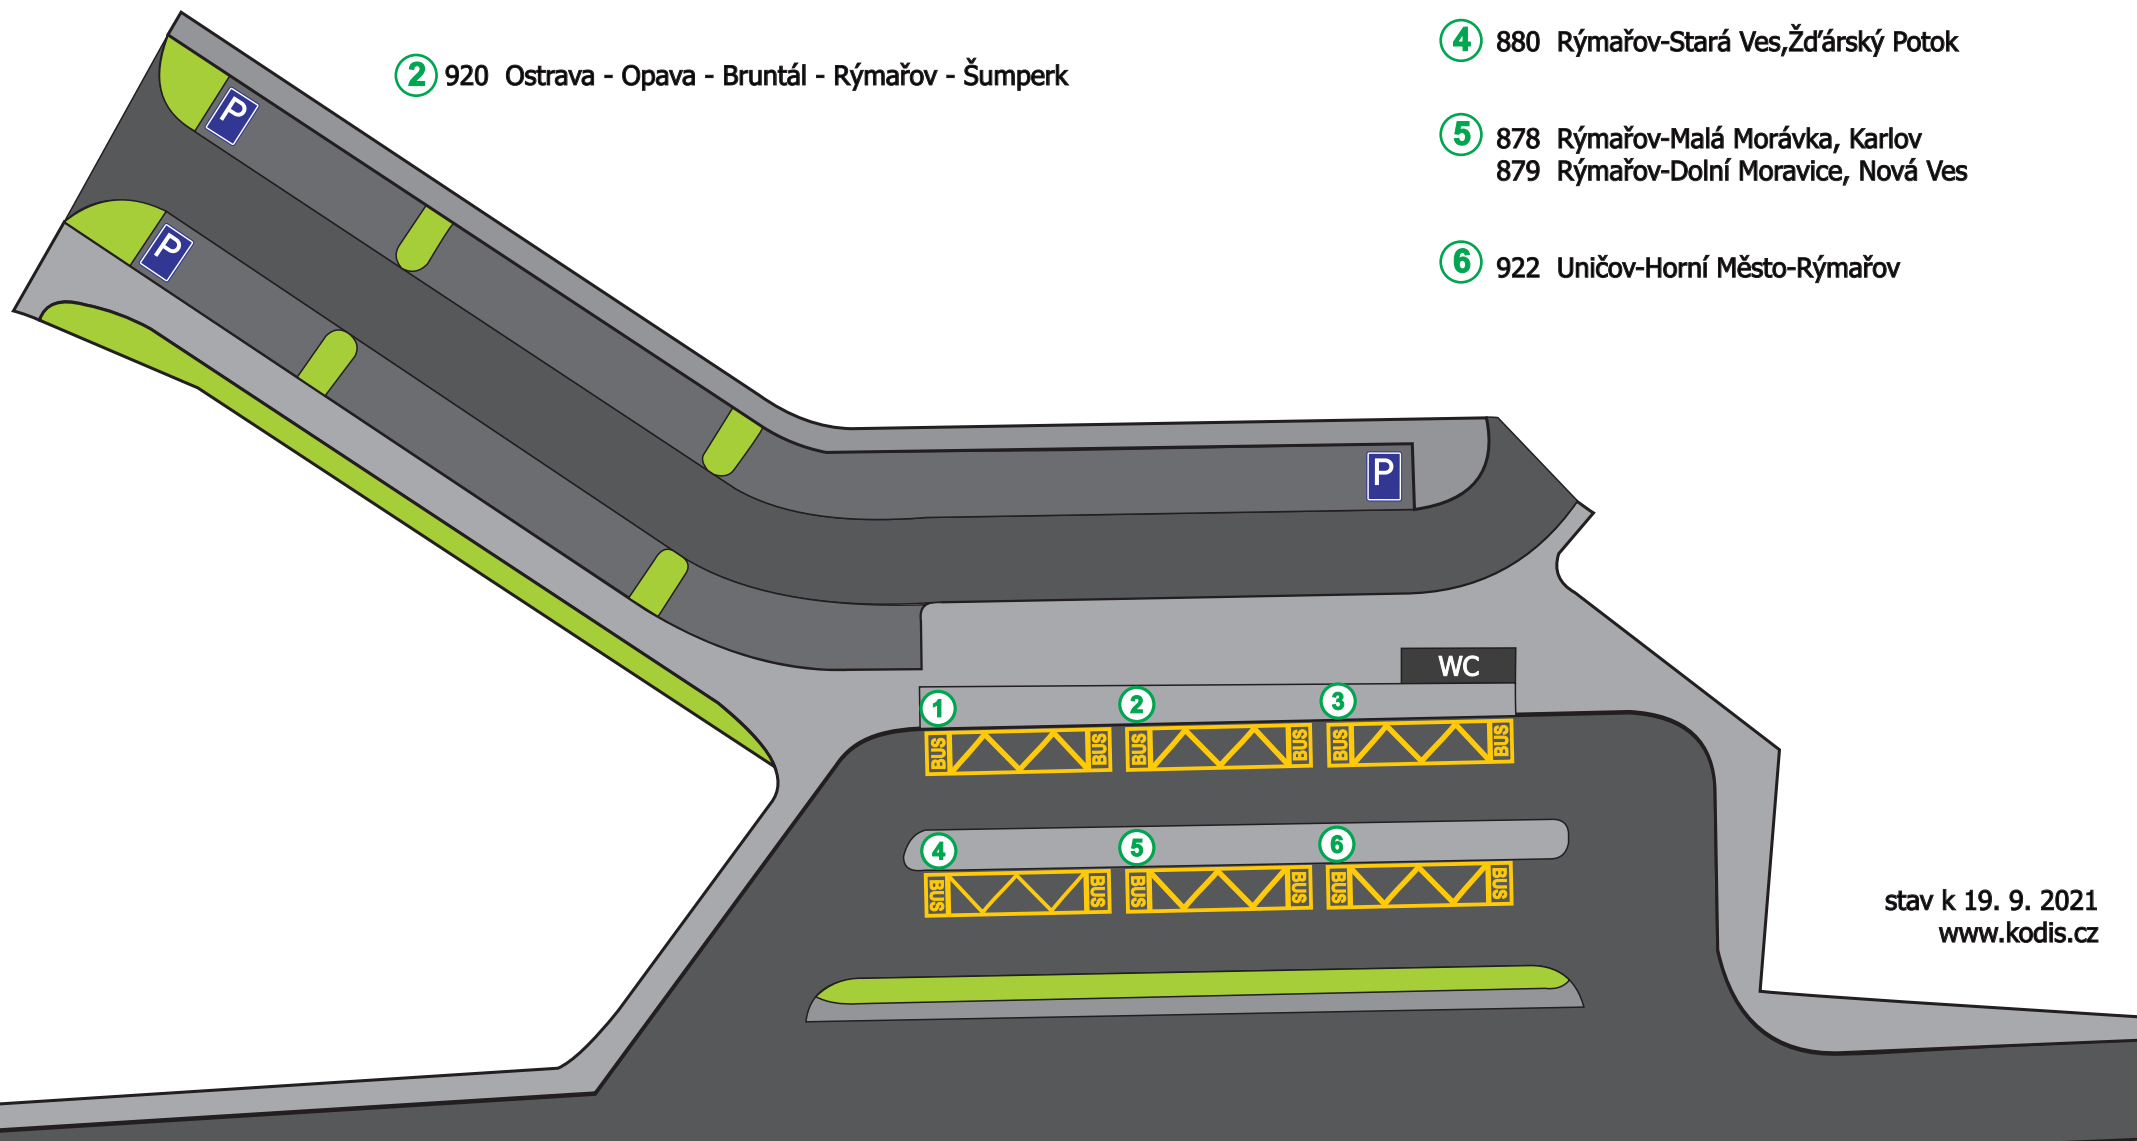 2 920 Ostrava - Opava - Bruntál - Rýmařov - Šumperk
4 880 Rýmařov-Stará Ves,Žďárský Potok
5 878 Rýmařov-Malá Morávka, Karlov
879 Rýmařov-Dolní Moravice, Nová Ves
6 922 Uničov-Horní Město-Rýmařov
P
P
P
WC
1 2 3
BUS BUS BUS BUS BUS BUS
4 5 6
BUS BUS BUS BUS BUS BUS
stav k 19. 9. 2021
www.kodis.cz